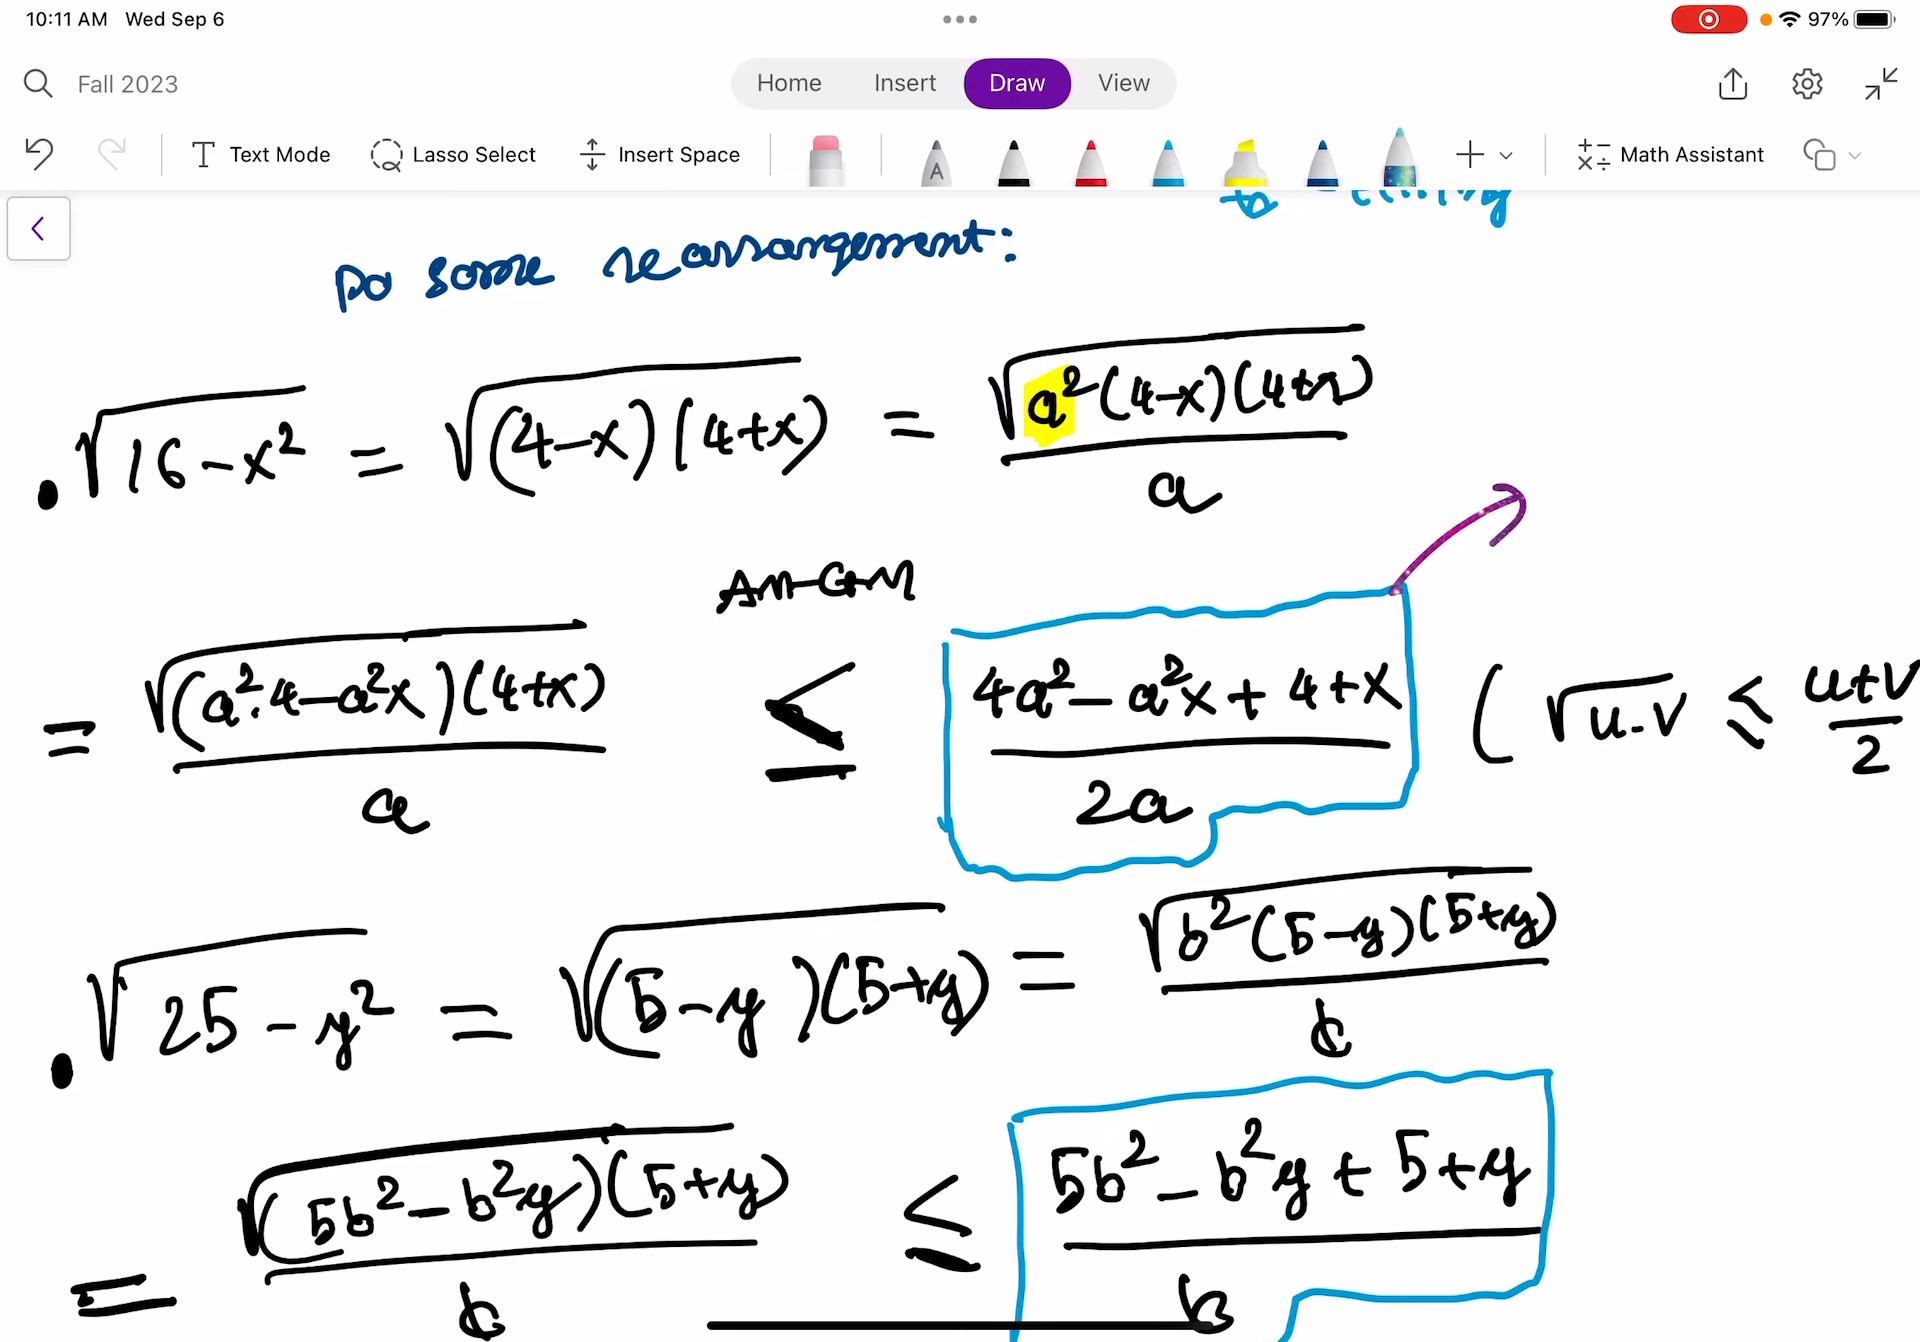 10:11 AM Wed Sep 6 97%
Fall 2023 Home Insert Draw View
T Text Mode Lasso Select Insert Space A Math Assistant
Do some rearrangement:
√(16-x²) = √((4-x)(4+x)) = √(a²(4-x)(4+x)) / a
AM-GM
= √((a²·4-a²x)(4+x)) / a ≤ (4a²-a²x+4+x) / 2a ( √(u·v) ≤ (u+v)/2
√(25-y²) = √((5-y)(5+y)) = √(b²(5-y)(5+y)) / b
= √((5b²-b²y)(5+y)) / b ≤ (5b²-b²y+5+y) / b